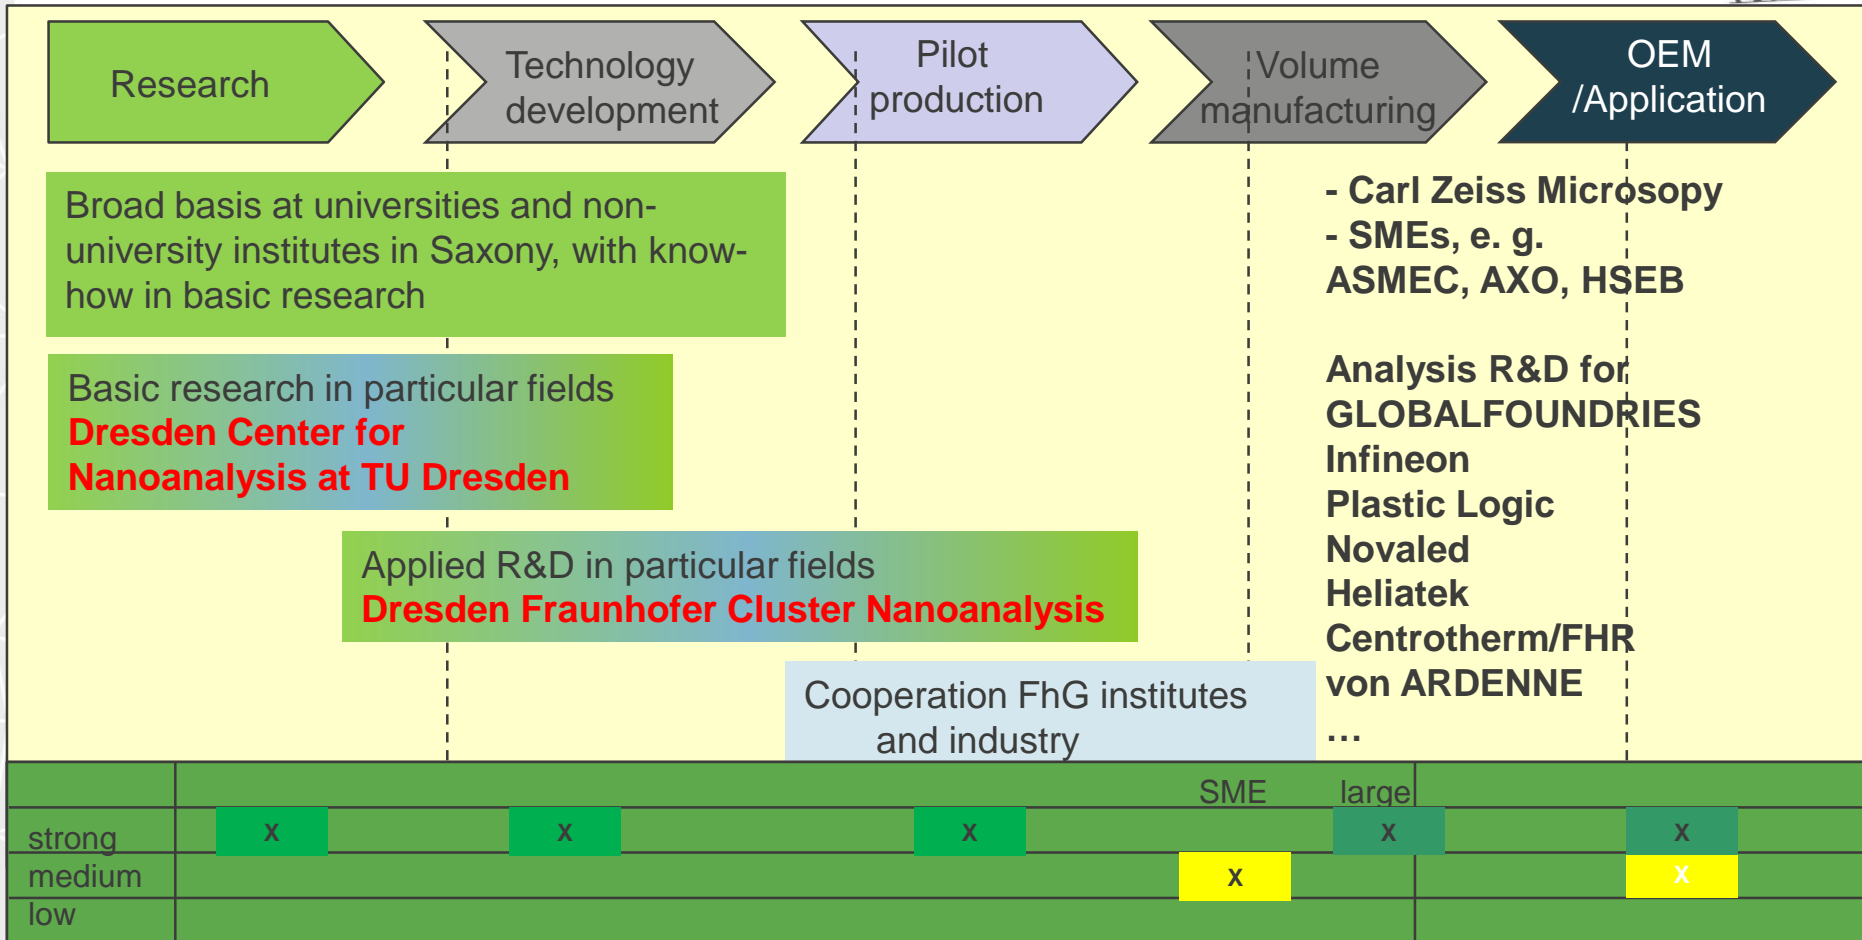 Research
Technology
development
Pilot
production
Volume
manufacturing
OEM
/Application
Broad basis at universities and non-
university institutes in Saxony, with know-
how in basic research
Basic research in particular fields
Dresden Center for
Nanoanalysis at TU Dresden
Applied R&D in particular fields
Dresden Fraunhofer Cluster Nanoanalysis
Cooperation FhG institutes
and industry
- Carl Zeiss Microsopy
- SMEs, e. g.
ASMEC, AXO, HSEB
Analysis R&D for
GLOBALFOUNDRIES
Infineon
Plastic Logic
Novaled
Heliatek
Centrotherm/FHR
von ARDENNE
…
SME large
strong x x x x x
medium x x
low